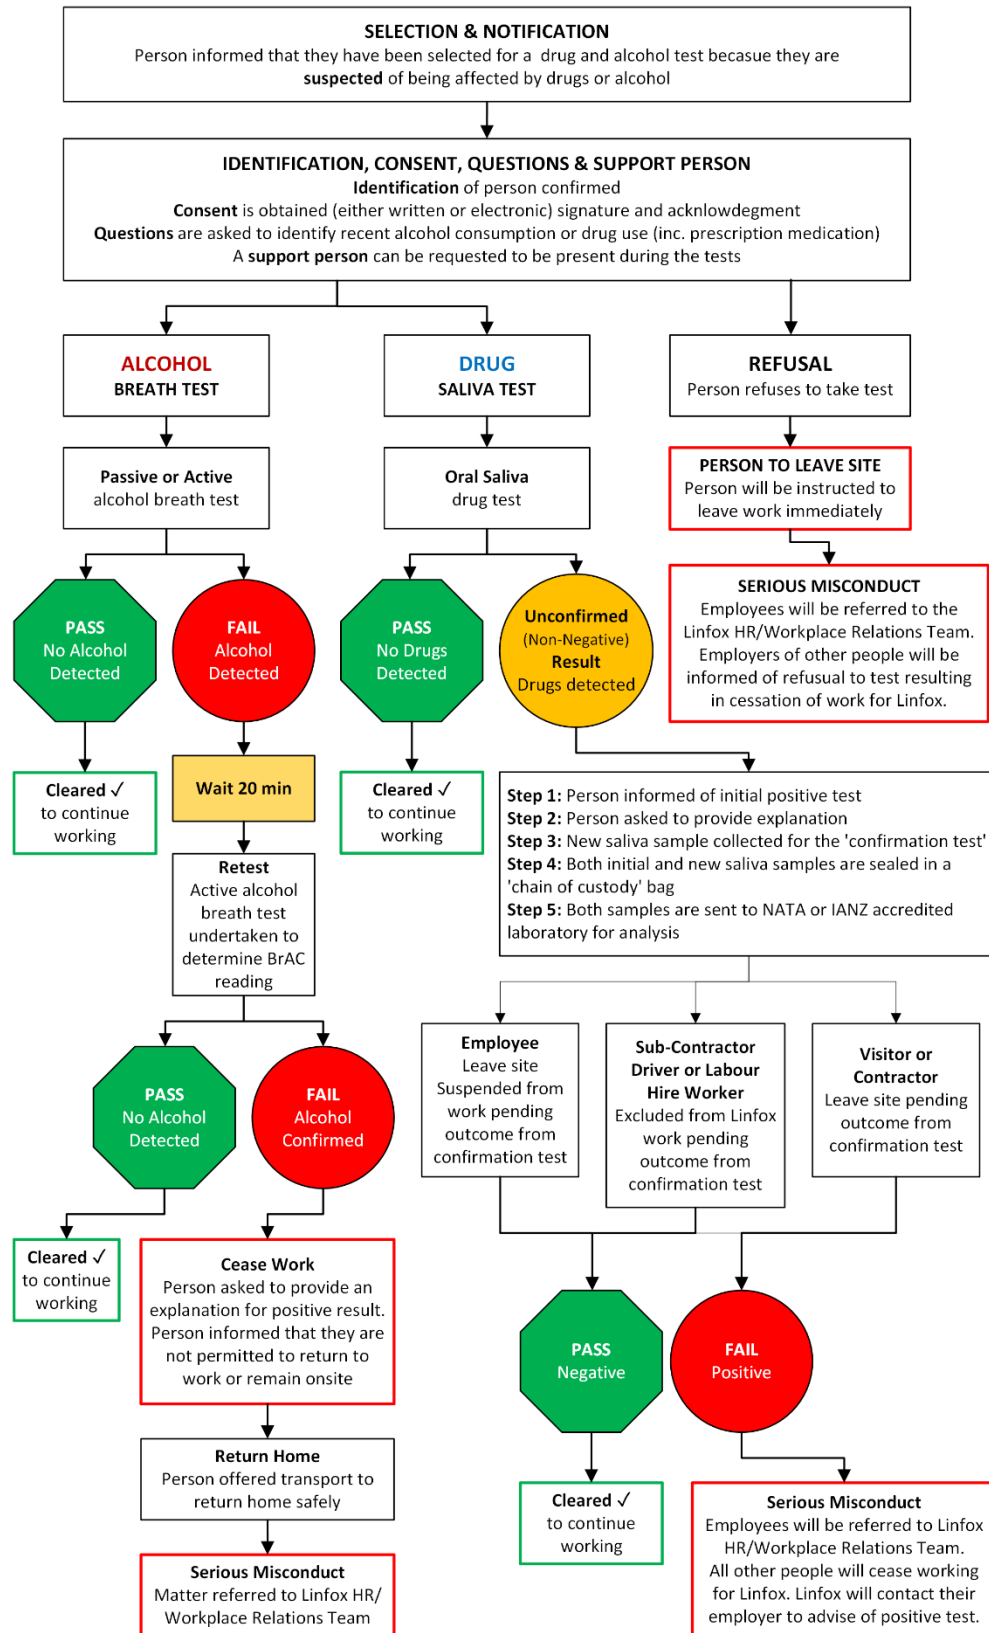 SELECTION & NOTIFICATION
Person informed that they have been selected for a drug and alcohol test becasue they are
suspected of being affected by drugs or alcohol
IDENTIFICATION, CONSENT, QUESTIONS & SUPPORT PERSON
Identification of person confirmed
Consent is obtained (either written or electronic) signature and acknlowdegment
Questions are asked to identify recent alcohol consumption or drug use (inc. prescription medication)
A support person can be requested to be present during the tests
ALCOHOL
BREATH TEST
DRUG
SALIVA TEST
REFUSAL
Person refuses to take test
Passive or Active
alcohol breath test
Oral Saliva
drug test
PERSON TO LEAVE SITE
Person will be instructed to
leave work immediately
PASS
No Alcohol
Detected
FAIL
Alcohol
Detected
PASS
No Drugs
Detected
Unconfirmed
(Non-Negative)
Result
Drugs detected
SERIOUS MISCONDUCT
Employees will be referred to the
Linfox HR/Workplace Relations Team.
Employers of other people will be
informed of refusual to test resulting
in cessation of work for Linfox.
Cleared ✓
to continue
working
Wait 20 min
Cleared ✓
to continue
working
Step 1: Person informed of initial positive test
Step 2: Person asked to provide explanation
Step 3: New saliva sample collected for the 'confirmation test'
Step 4: Both initial and new saliva samples are sealed in a
'chain of custody' bag
Step 5: Both samples are sent to NATA or IANZ accredited
laboratory for analysis
Retest
Active alcohol
breath test
undertaken to
determine BrAC
reading
Employee
Leave site
Suspended from
work pending
outcome from
confirmation test
Sub-Contractor
Driver or Labour
Hire Worker
Excluded from Linfox
work pending
outcome from
confirmation test
Visitor or
Contractor
Leave site pending
outcome from
confirmation test
PASS
No Alcohol
Detected
FAIL
Alcohol
Confirmed
Cleared ✓
to continue
working
Cease Work
Person asked to provide an
explanation for positive result.
Person informed that they are
not permitted to return to
work or remain onsite
PASS
Negative
FAIL
Positive
Return Home
Person offered transport to
return home safely
Cleared ✓
to continue
working
Serious Misconduct
Employees will be referred to Linfox
HR/Workplace Relations Team.
All other people will cease working
for Linfox. Linfox will contact their
employer to advise of positive test.
Serious Misconduct
Matter referred to Linfox HR/
Workplace Relations Team